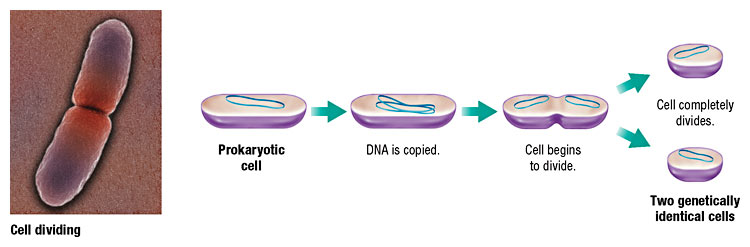 Cell dividing
Prokaryotic
cell
DNA is copied.
Cell begins
to divide.
Cell completely
divides.
Two genetically
identical cells